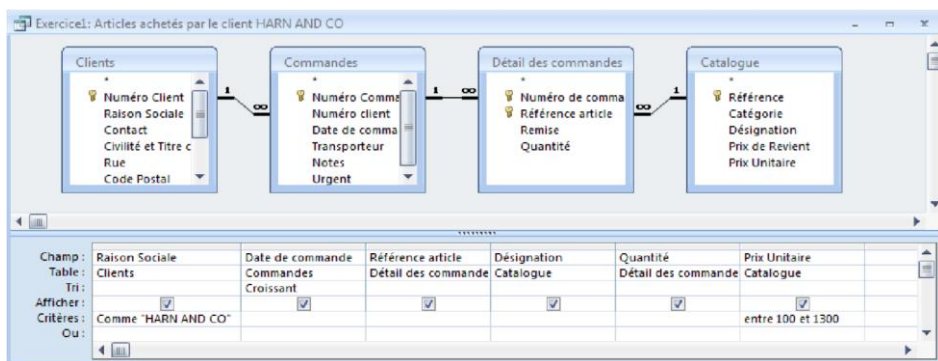 Exercice1: Articles achetés par le client HARN AND CO
Clients
*
Numéro Client
Raison Sociale
Contact
Civilité et Titre c
Rue
Code Postal
1
∞
Commandes
*
Numéro Comma
Numéro client
Date de comma
Transporteur
Notes
Urgent
1
∞
Détail des commandes
*
Numéro de comma
Référence article
Remise
Quantité
∞
1
Catalogue
*
Référence
Catégorie
Désignation
Prix de Revient
Prix Unitaire
Champ : Raison Sociale Date de commande Référence article Désignation Quantité Prix Unitaire
Table : Clients Commandes Détail des commande Catalogue Détail des commande Catalogue
Tri : Croissant
Afficher :
Critères : Comme "HARN AND CO" entre 100 et 1300
Ou :